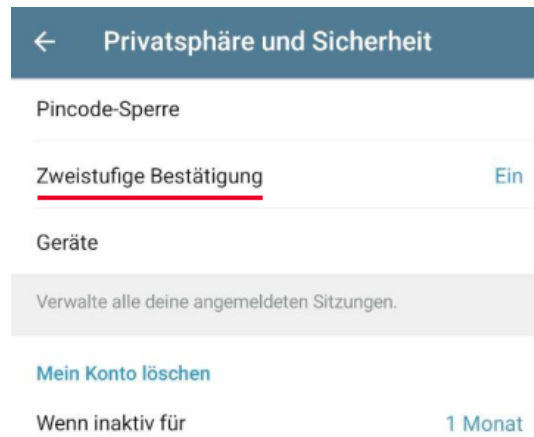 Privatsphäre und Sicherheit
Pincode-Sperre
Zweistufige Bestätigung Ein
Geräte
Verwalte alle deine angemeldeten Sitzungen.
Mein Konto löschen
Wenn inaktiv für 1 Monat